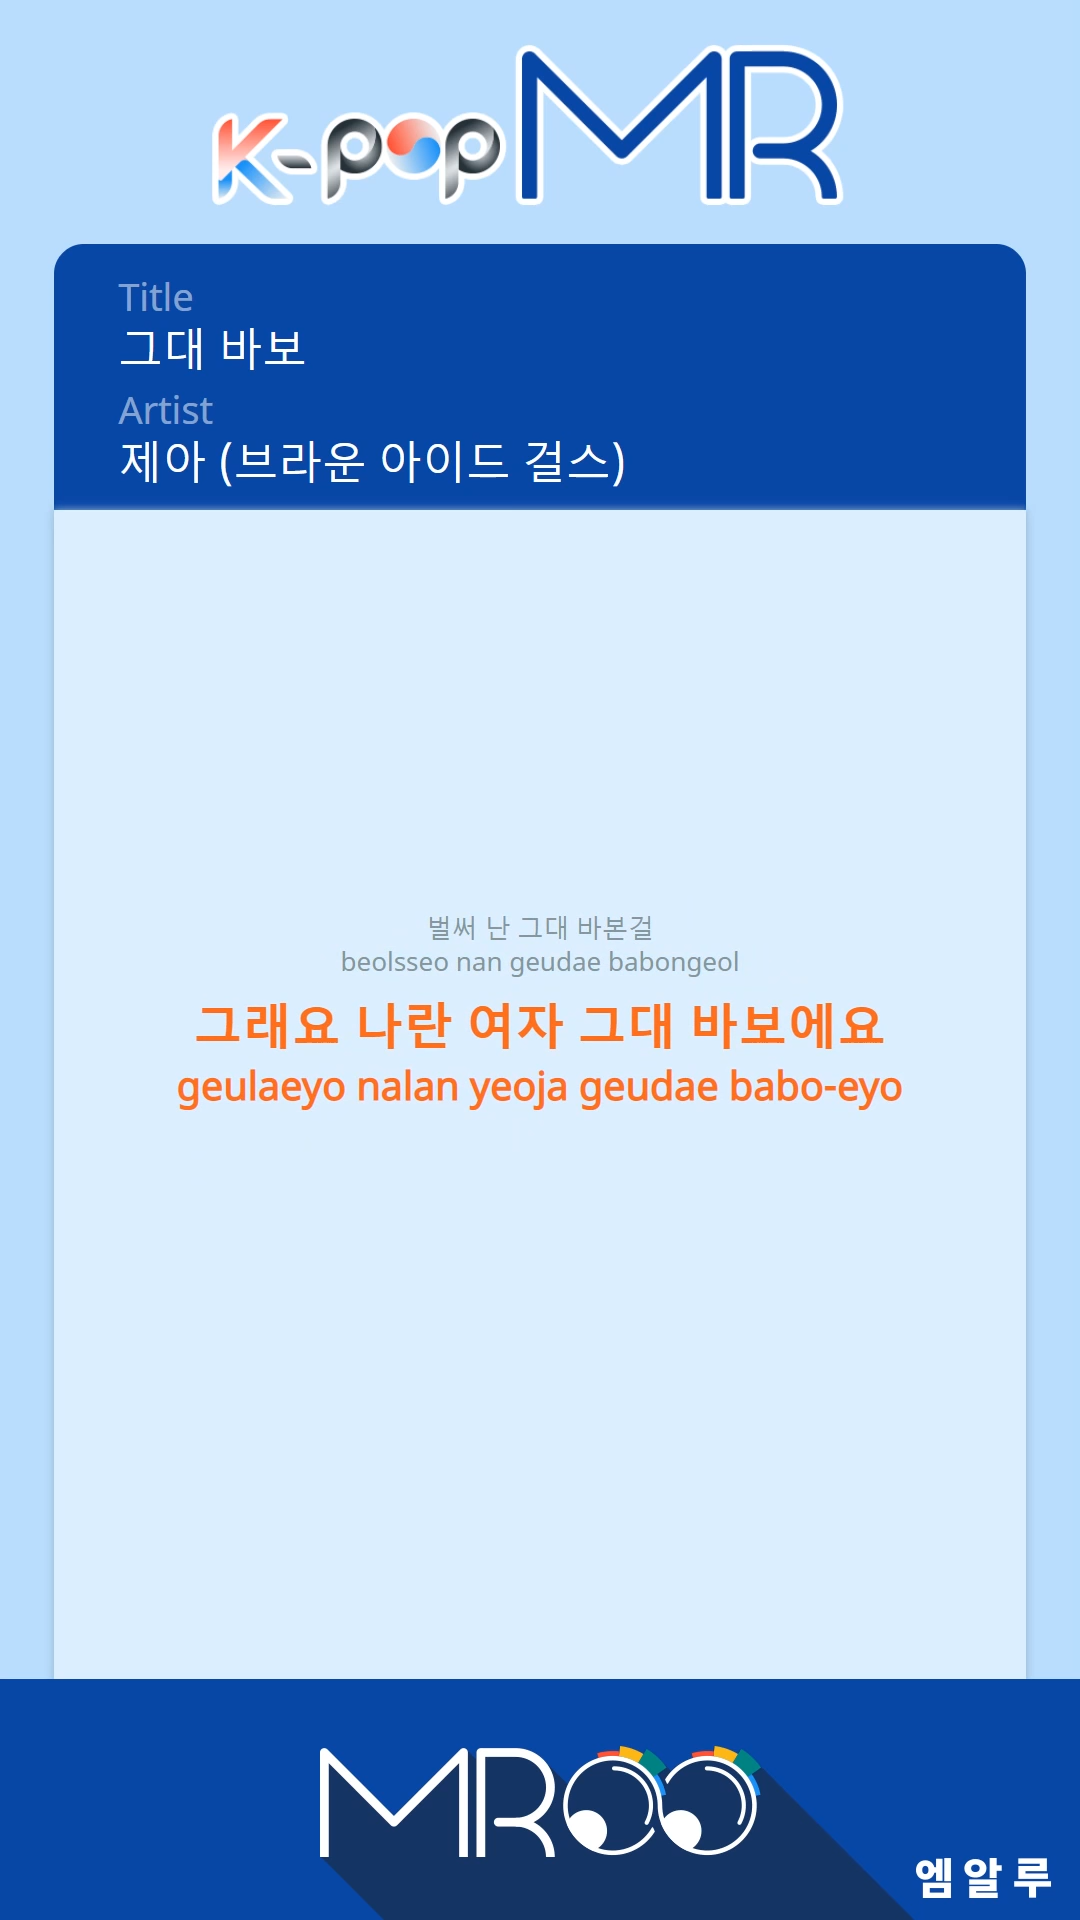 K-pop MR
Title
그대 바보
Artist
제아 (브라운 아이드 걸스)
벌써 난 그대 바본걸
beolsseo nan geudae babongeol
그래요 나란 여자 그대 바보에요
geulaeyo nalan yeoja geudae babo-eyo
MROO
엠알루